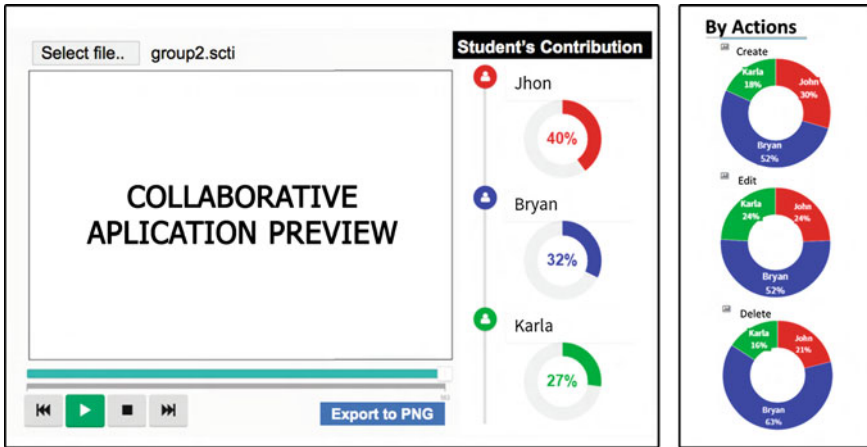 Select file.. group2.scti
Student's Contribution
Jhon
40%
COLLABORATIVE
APLICATION PREVIEW
Bryan
32%
Karla
27%
Export to PNG
By Actions
Create
Karla
18%
John
30%
Bryan
52%
Edit
Karla
24%
John
24%
Bryan
52%
Delete
Karla
16%
John
21%
Bryan
63%